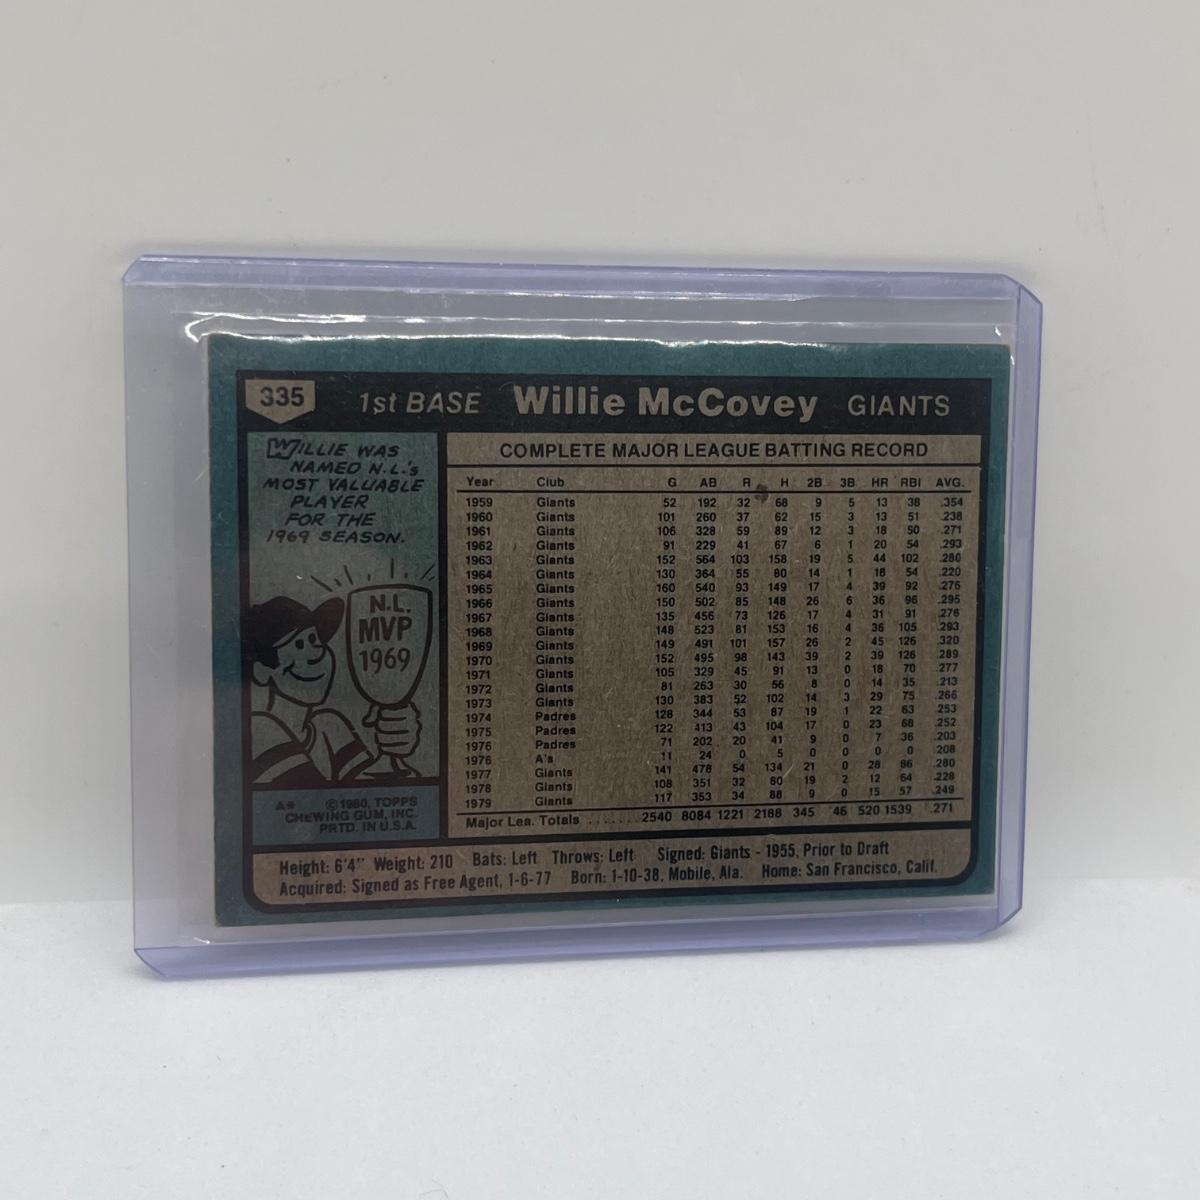 335 1st BASE Willie McCovey GIANTS
WILLIE WAS
NAMED N.L.'s
MOST VALUABLE
PLAYER
FOR THE
1969 SEASON.
N.L.
MVP
1969
A* © 1980, TOPPS
CHEWING GUM, INC.
PRTD. IN U.S.A.
COMPLETE MAJOR LEAGUE BATTING RECORD
Year Club G AB R H 2B 3B HR RBI AVG.
1959 Giants 52 192 32 68 9 5 13 38 .354
1960 Giants 101 260 37 62 15 3 13 51 .238
1961 Giants 106 328 59 89 12 3 18 50 .271
1962 Giants 91 229 41 67 6 1 20 54 .293
1963 Giants 152 564 103 158 19 5 44 102 .280
1964 Giants 130 364 55 80 14 1 18 54 .220
1965 Giants 160 540 93 149 17 4 39 92 .276
1966 Giants 150 502 85 148 26 6 36 96 .295
1967 Giants 135 456 73 126 17 4 31 91 .276
1968 Giants 148 523 81 153 16 4 36 105 .293
1969 Giants 149 491 101 157 26 2 45 126 .320
1970 Giants 152 495 98 143 39 2 39 126 .289
1971 Giants 105 329 45 91 13 0 18 70 .277
1972 Giants 81 263 30 56 8 0 14 35 .213
1973 Giants 130 383 52 102 14 3 29 75 .266
1974 Padres 128 344 53 87 19 1 22 63 .253
1975 Padres 122 413 43 104 17 0 23 68 .252
1976 Padres 71 202 20 41 9 0 7 36 .203
1976 A's 11 24 0 5 0 0 0 0 .208
1977 Giants 141 478 54 134 21 0 28 86 .280
1978 Giants 108 351 32 80 19 2 12 64 .228
1979 Giants 117 353 34 88 9 0 15 57 .249
Major Lea. Totals ....... 2540 8084 1221 2188 345 46 520 1539 .271
Height: 6'4" Weight: 210 Bats: Left Throws: Left Signed: Giants - 1955, Prior to Draft
Acquired: Signed as Free Agent, 1-6-77 Born: 1-10-38, Mobile, Ala. Home: San Francisco, Calif.